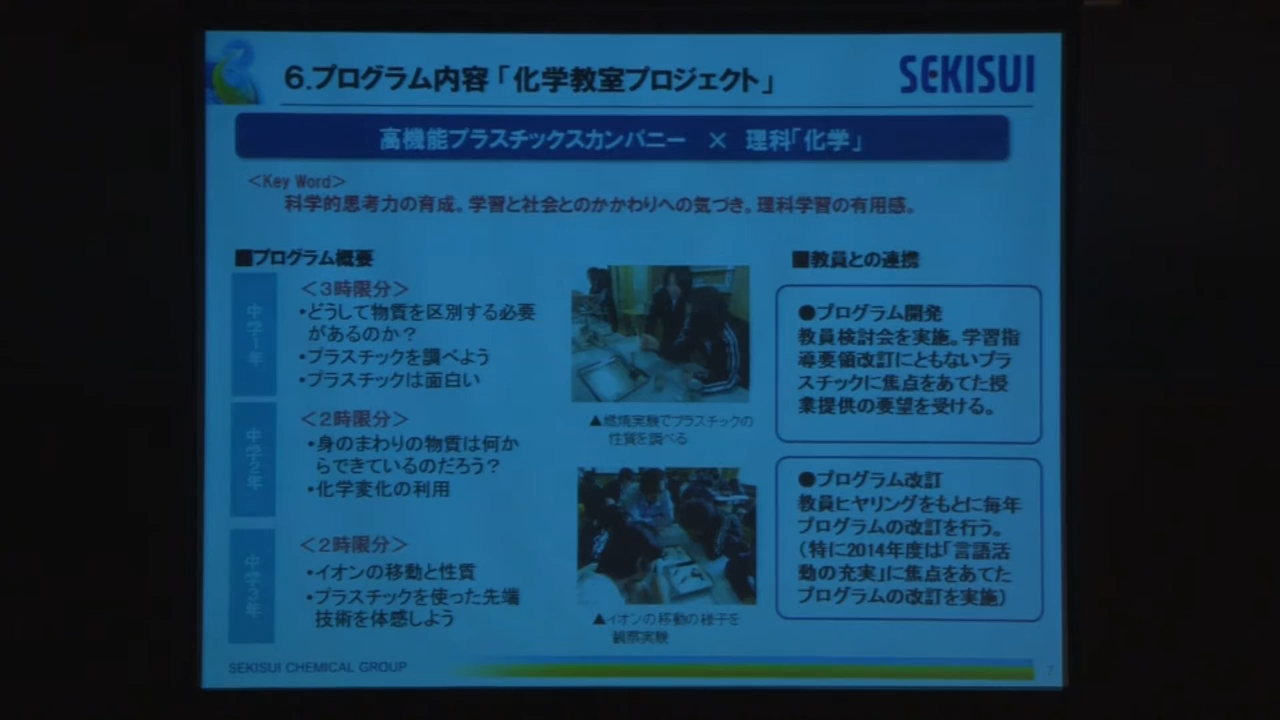 6.プログラム内容「化学教室プロジェクト」
SEKISUI
高機能プラスチックスカンパニー × 理科「化学」
＜Key Word＞
科学的思考力の育成。学習と社会とのかかわりへの気づき。理科学習の有用感。
■プログラム概要
中学1年
＜3時限分＞
・どうして物質を区別する必要
があるのか？
・プラスチックを調べよう
・プラスチックは面白い
中学2年
＜2時限分＞
・身のまわりの物質は何か
らできているのだろう？
・化学変化の利用
中学3年
＜2時限分＞
・イオンの移動と性質
・プラスチックを使った先端
技術を体感しよう
▲燃焼実験でプラスチックの
性質を調べる
▲イオンの移動の様子を
観察実験
■教員との連携
●プログラム開発
教員検討会を実施。学習指
導要領改訂にともないプラ
スチックに焦点をあてた授
業提供の要望を受ける。
●プログラム改訂
教員ヒヤリングをもとに毎年
プログラムの改訂を行う。
（特に2014年度は「言語活
動の充実」に焦点をあてた
プログラムの改訂を実施）
SEKISUI CHEMICAL GROUP
7